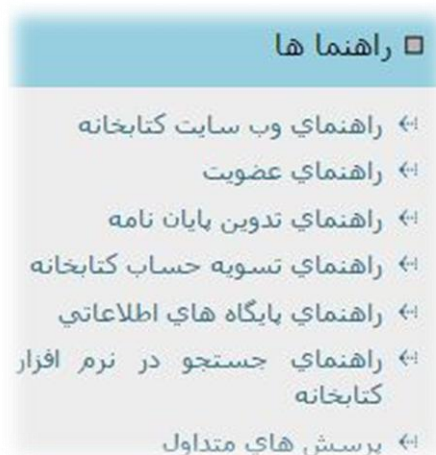 راهنما ها
راهنماي وب سايت كتابخانه
راهنماي عضويت
راهنماي تدوين پايان نامه
راهنماي تسويه حساب كتابخانه
راهنماي پايگاه هاي اطلاعاتي
راهنماي جستجو در نرم افزار
كتابخانه
پرسش هاي متداول